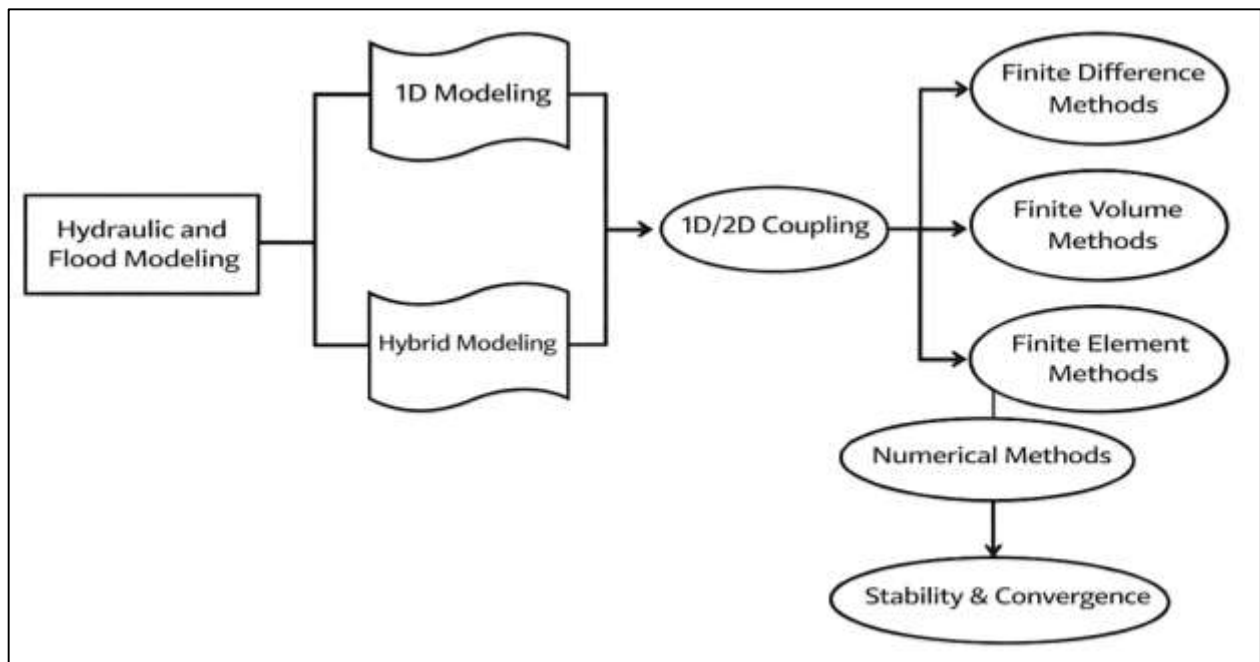 Hydraulic and
Flood Modeling
1D Modeling
Hybrid Modeling
1D/2D Coupling
Finite Difference
Methods
Finite Volume
Methods
Finite Element
Methods
Numerical Methods
Stability & Convergence